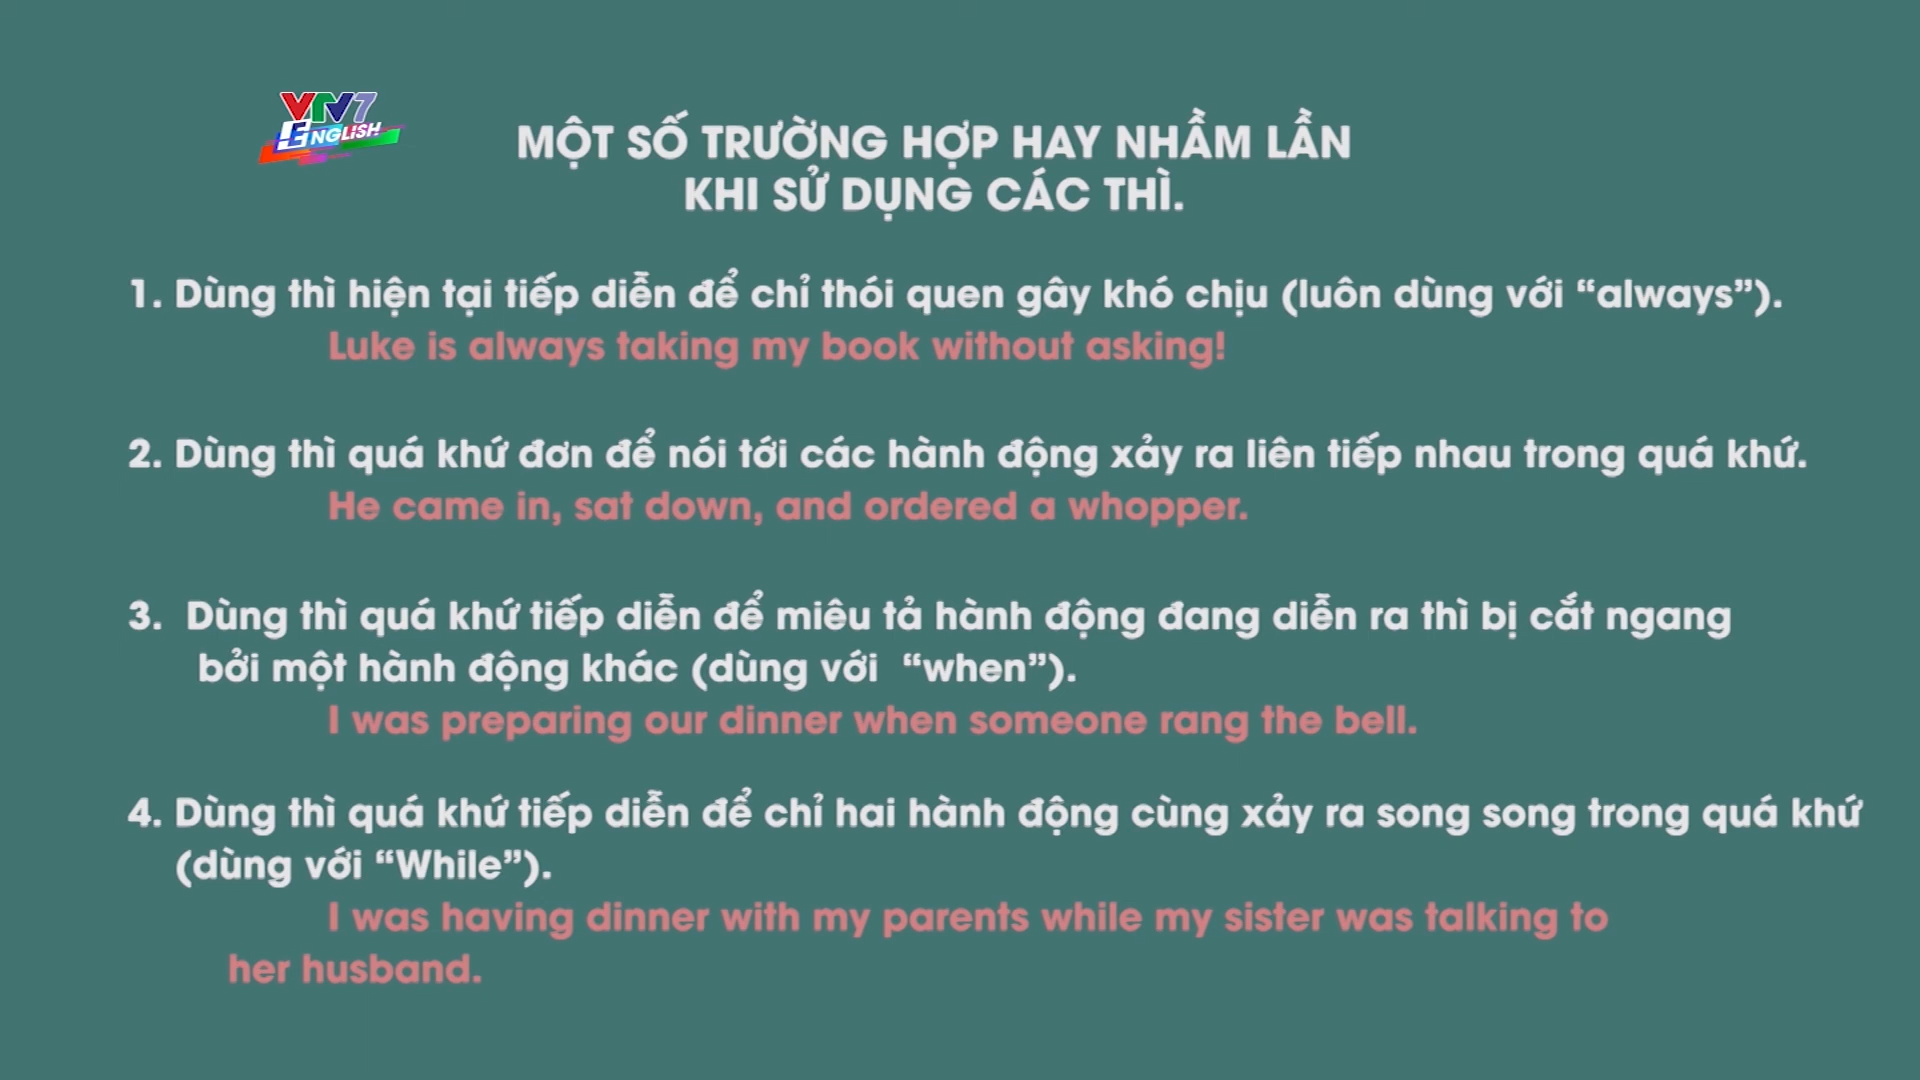 VTV7
ENGLISH
MỘT SỐ TRƯỜNG HỢP HAY NHẦM LẪN
KHI SỬ DỤNG CÁC THÌ.
1. Dùng thì hiện tại tiếp diễn để chỉ thói quen gây khó chịu (luôn dùng với “always”).
Luke is always taking my book without asking!
2. Dùng thì quá khứ đơn để nói tới các hành động xảy ra liên tiếp nhau trong quá khứ.
He came in, sat down, and ordered a whopper.
3. Dùng thì quá khứ tiếp diễn để miêu tả hành động đang diễn ra thì bị cắt ngang
bởi một hành động khác (dùng với “when”).
I was preparing our dinner when someone rang the bell.
4. Dùng thì quá khứ tiếp diễn để chỉ hai hành động cùng xảy ra song song trong quá khứ
(dùng với “While”).
I was having dinner with my parents while my sister was talking to
her husband.